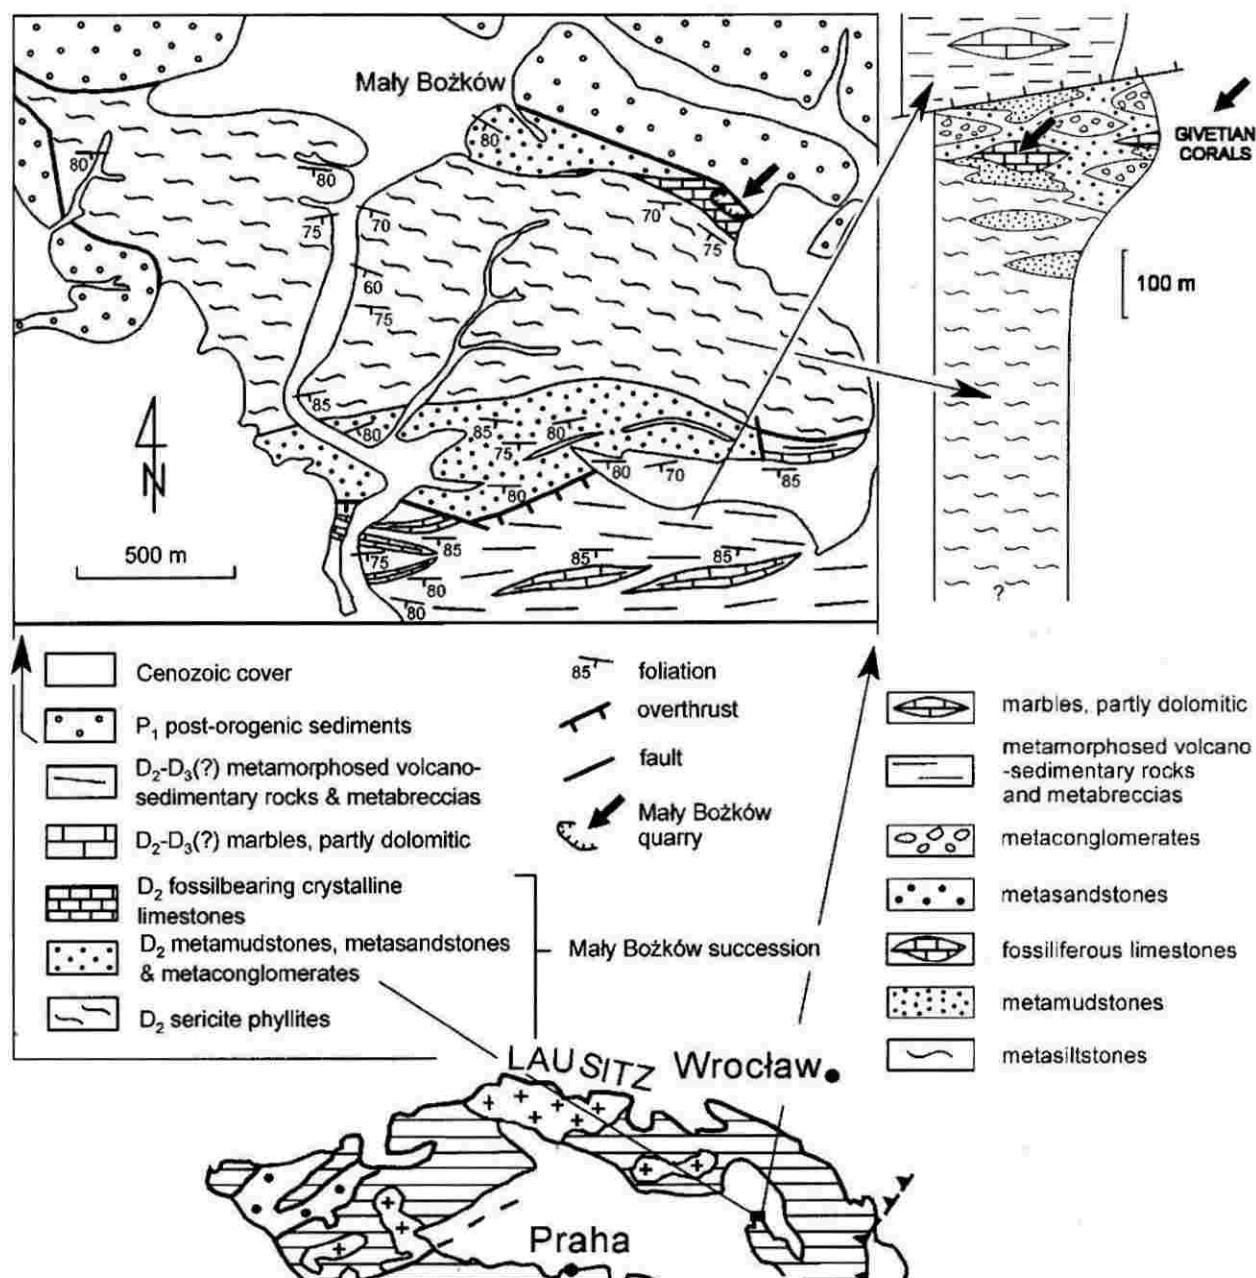 Mały Bożków
80
80
80
75
70
60
75
70
75
85
80
85
80
75
80
70
85
80
85
75
80
80
85
85
500 m
N
GIVETIAN
CORALS
100 m
?
Cenozoic cover
P1 post-orogenic sediments
D2-D3(?) metamorphosed volcano-
sedimentary rocks & metabreccias
D2-D3(?) marbles, partly dolomitic
D2 fossilbearing crystalline
limestones
D2 metamudstones, metasandstones
& metaconglomerates
D2 sericite phyllites
Mały Bożków succession
85
foliation
overthrust
fault
Mały Bożków
quarry
marbles, partly dolomitic
metamorphosed volcano
-sedimentary rocks
and metabreccias
metaconglomerates
metasandstones
fossiliferous limestones
metamudstones
metasiltstones
LAUSITZ
Wrocław
Praha